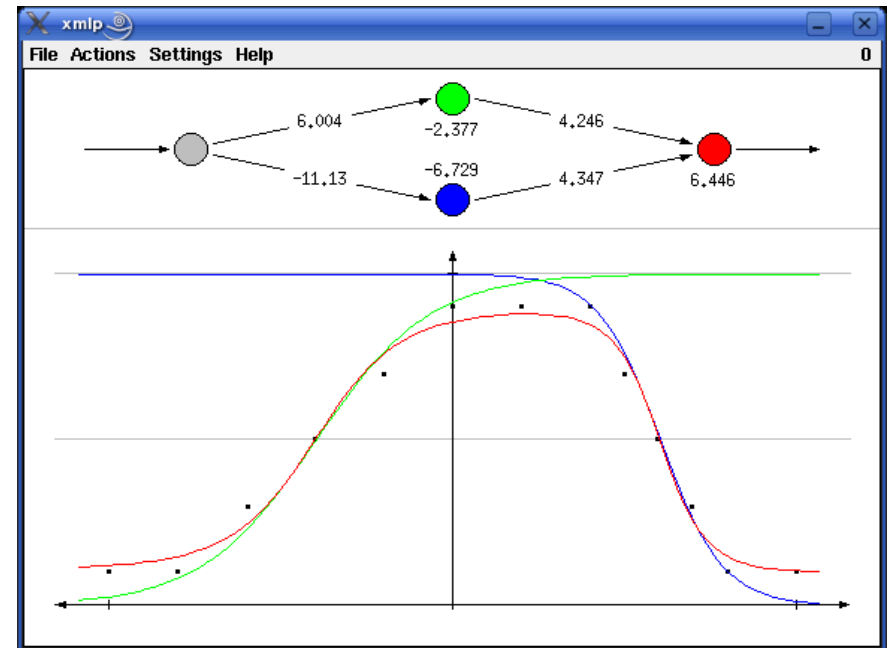 xmlp
File Actions Settings Help 0
6.004 4.246
-2.377
-11.13 -6.729 4.347 6.446